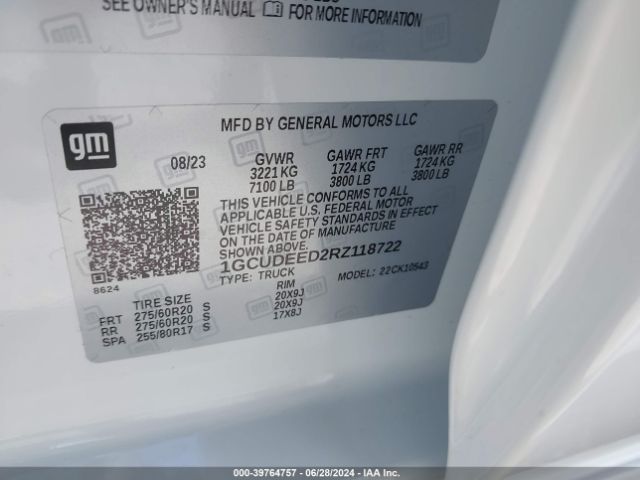 SEE OWNER'S MANUAL FOR MORE INFORMATION
gm
MFD BY GENERAL MOTORS LLC
08/23 GVWR GAWR FRT GAWR RR
3221 KG 1724 KG 1724 KG
7100 LB 3800 LB 3800 LB
THIS VEHICLE CONFORMS TO ALL
APPLICABLE U.S. FEDERAL MOTOR
VEHICLE SAFETY STANDARDS IN EFFECT
ON THE DATE OF MANUFACTURE
SHOWN ABOVE.
1GCUDEED2RZ118722
TYPE: TRUCK MODEL: 22CK10543
8624
TIRE SIZE RIM
FRT 275/60R20 S 20X9J
RR 275/60R20 S 20X9J
SPA 255/80R17 S 17X8J
000-39764757 - 06/28/2024 - IAA Inc.